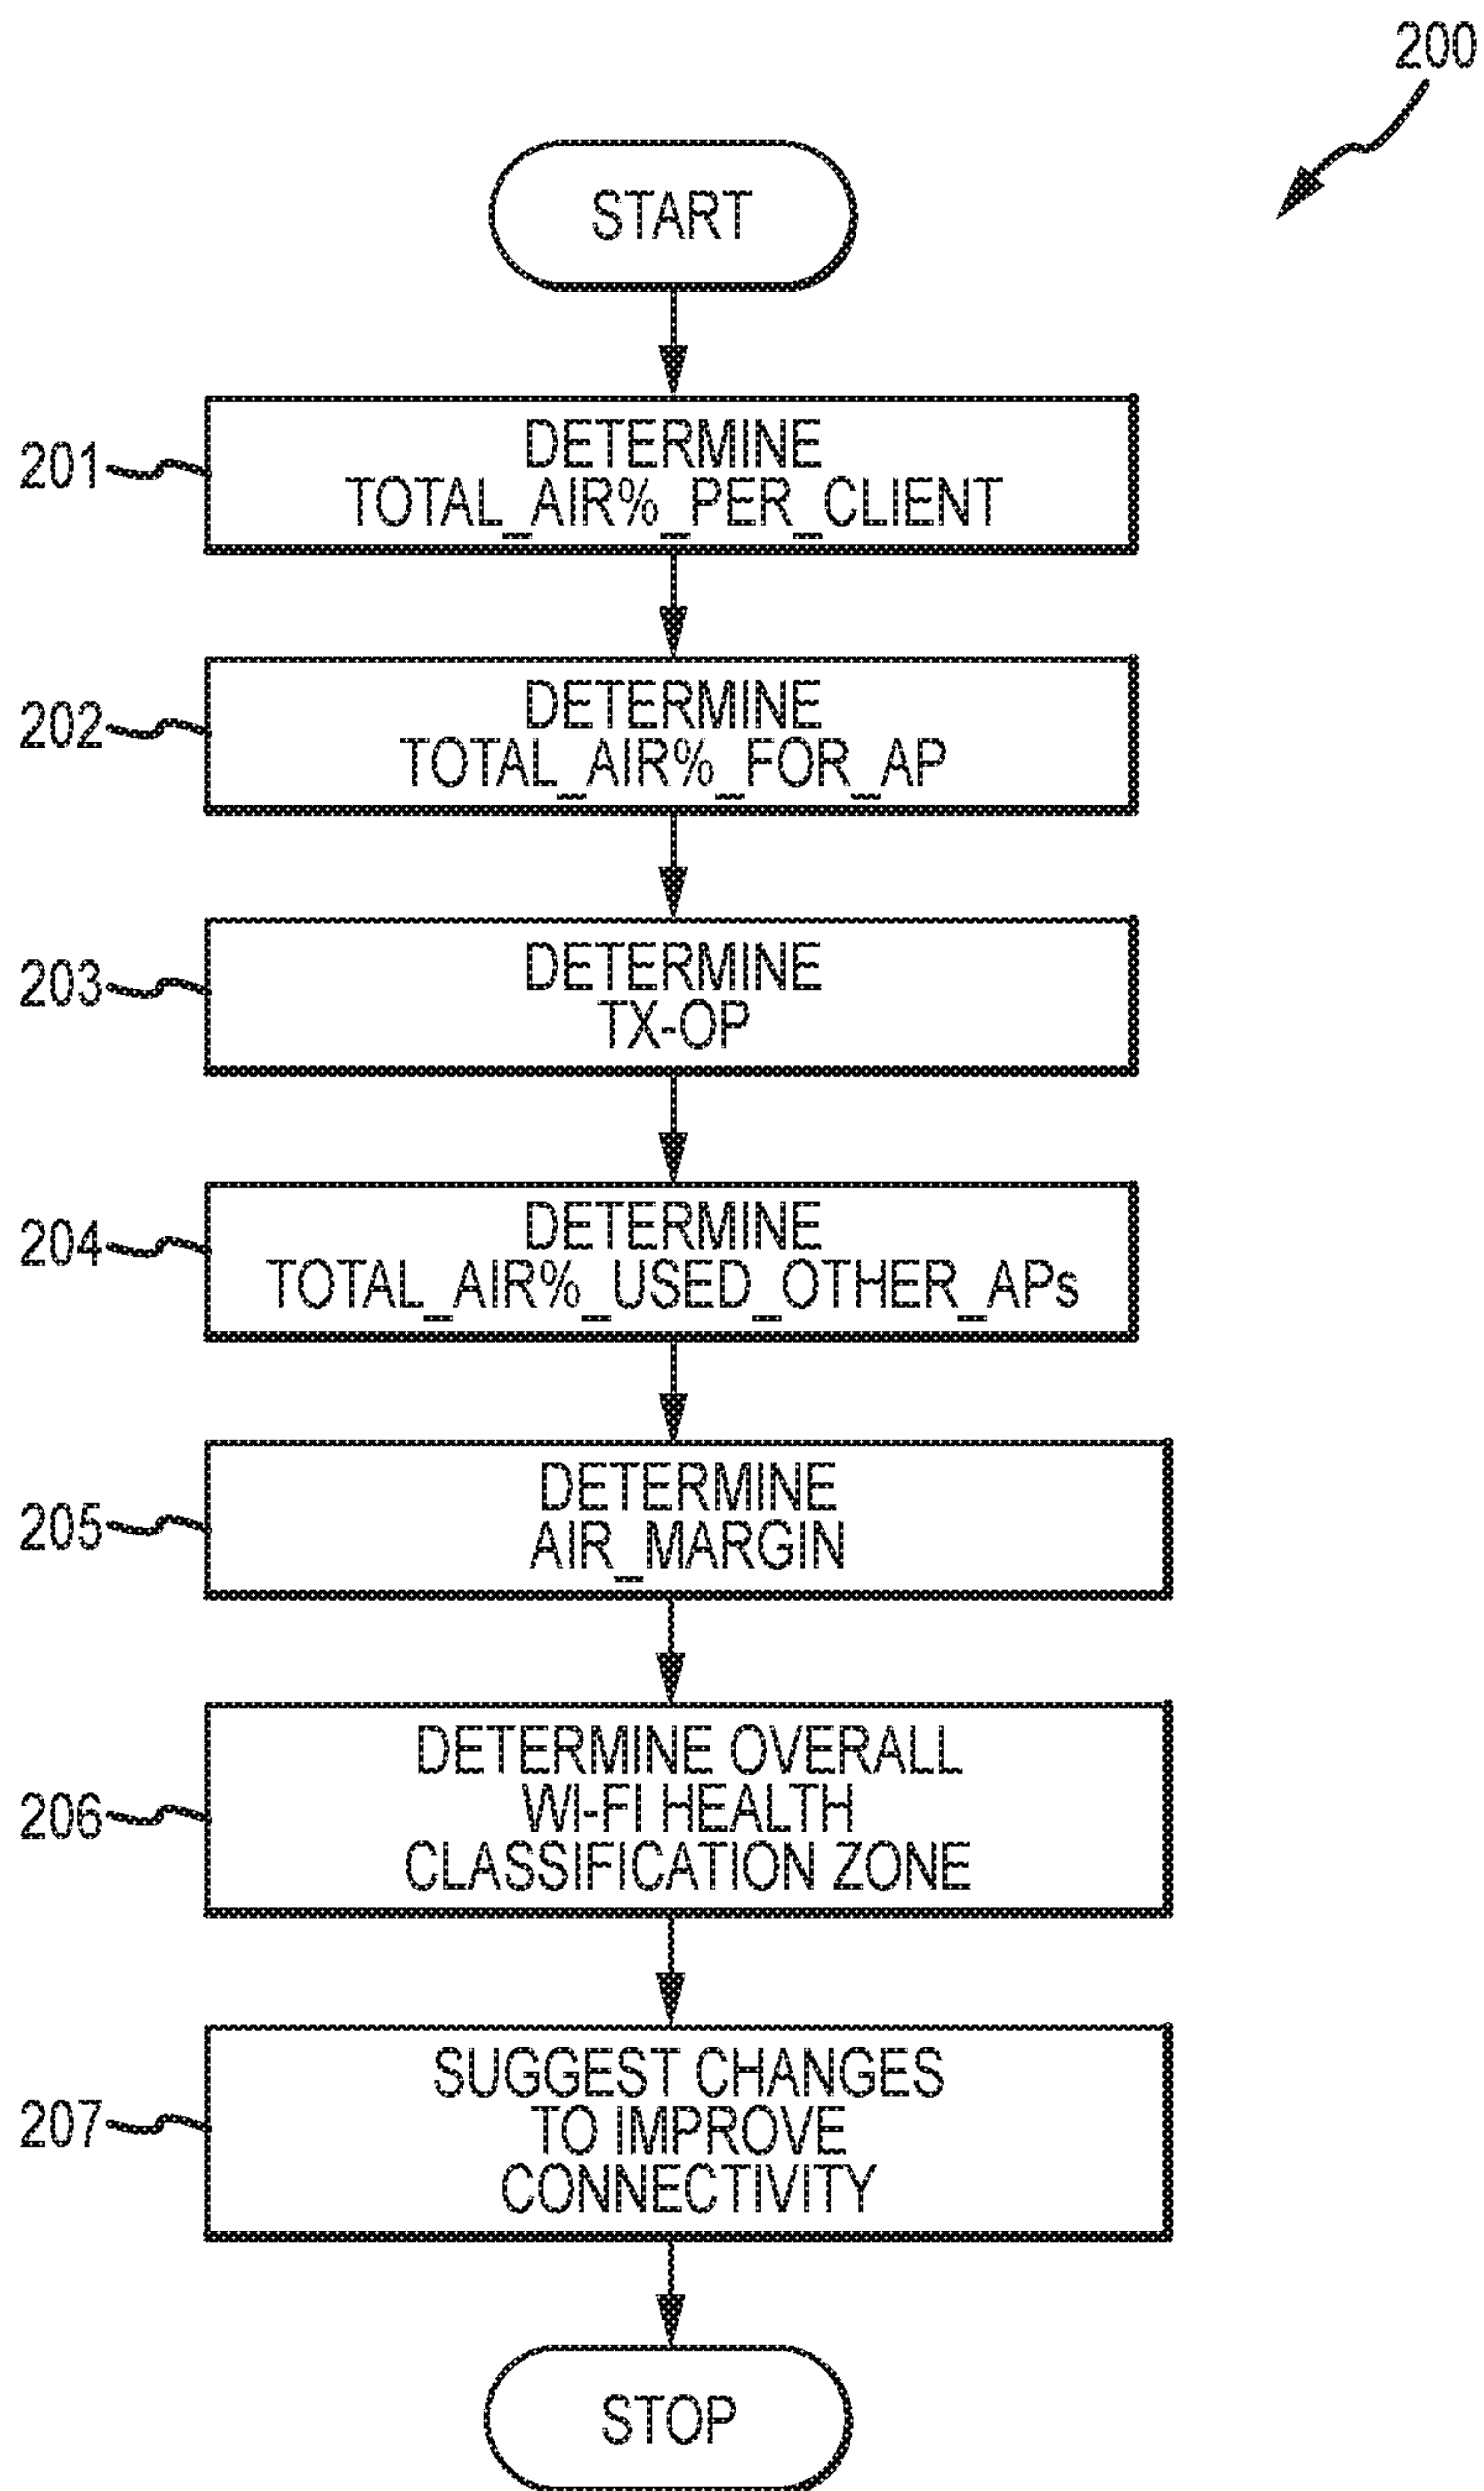 200
START
201
DETERMINE
TOTAL_AIR%_PER_CLIENT
202
DETERMINE
TOTAL_AIR%_FOR_AP
203
DETERMINE
TX-OP
204
DETERMINE
TOTAL_AIR%_USED_OTHER_APs
205
DETERMINE
AIR_MARGIN
206
DETERMINE OVERALL
WI-FI HEALTH
CLASSIFICATION ZONE
207
SUGGEST CHANGES
TO IMPROVE
CONNECTIVITY
STOP